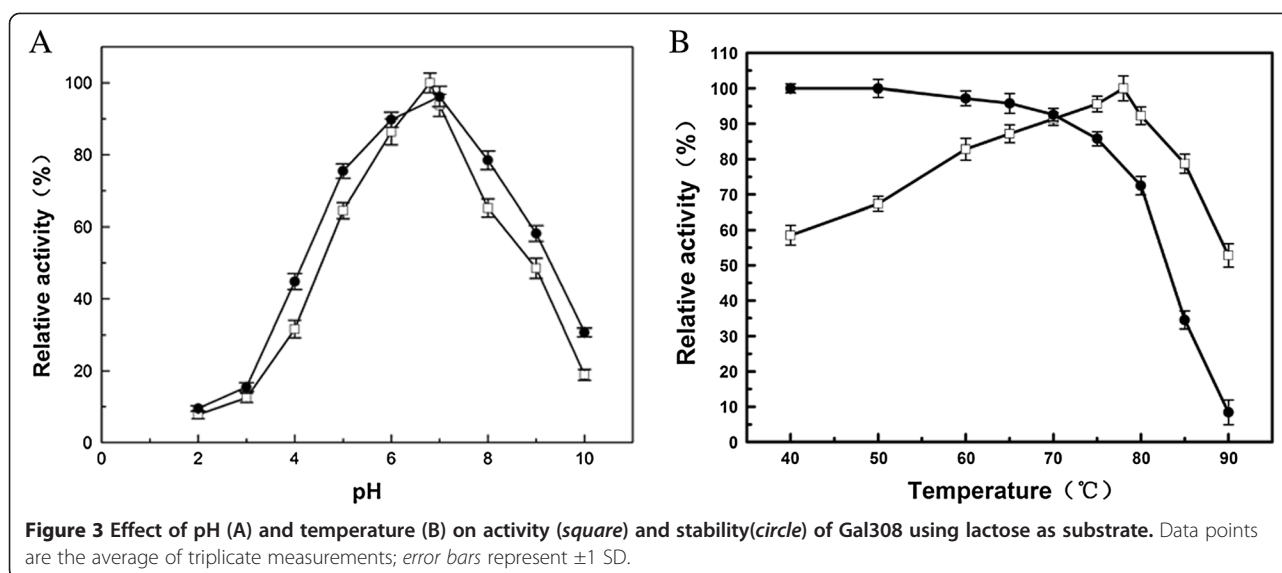 A
B
Relative activity (%)
100
80
60
40
20
0
0 2 4 6 8 10
pH
Relative activity (%)
110
100
90
80
70
60
50
40
30
20
10
0
40 50 60 70 80 90
Temperature (℃)
Figure 3 Effect of pH (A) and temperature (B) on activity (square) and stability(circle) of Gal308 using lactose as substrate. Data points
are the average of triplicate measurements; error bars represent ±1 SD.